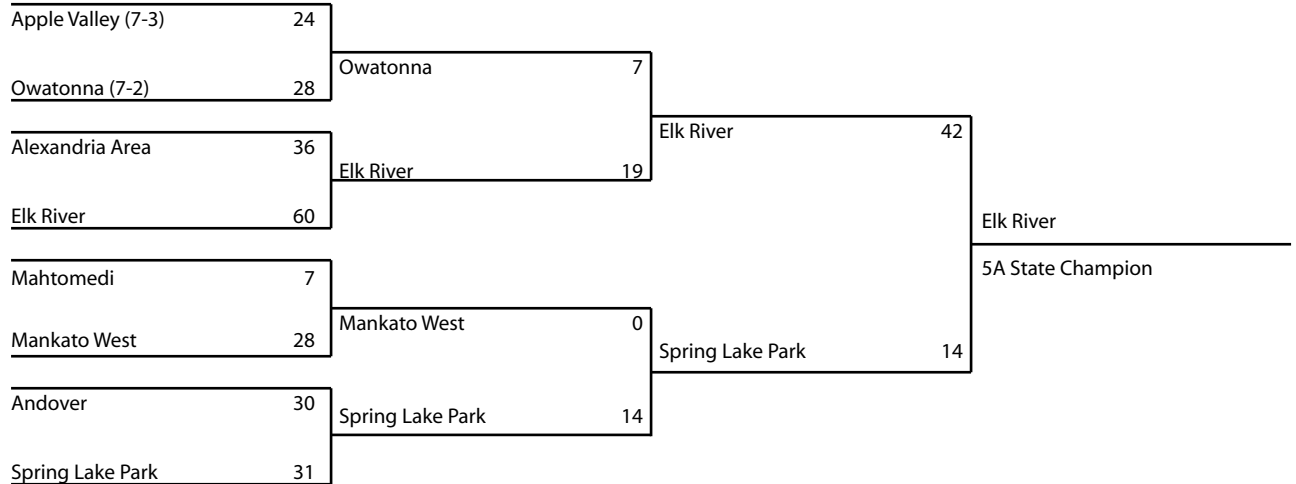 Apple Valley (7-3) 24
Owatonna (7-2) 28
Alexandria Area 36
Elk River 60
Mahtomedi 7
Mankato West 28
Andover 30
Spring Lake Park 31
Owatonna 7
Elk River 19
Mankato West 0
Spring Lake Park 14
Elk River 42
Spring Lake Park 14
Elk River
5A State Champion